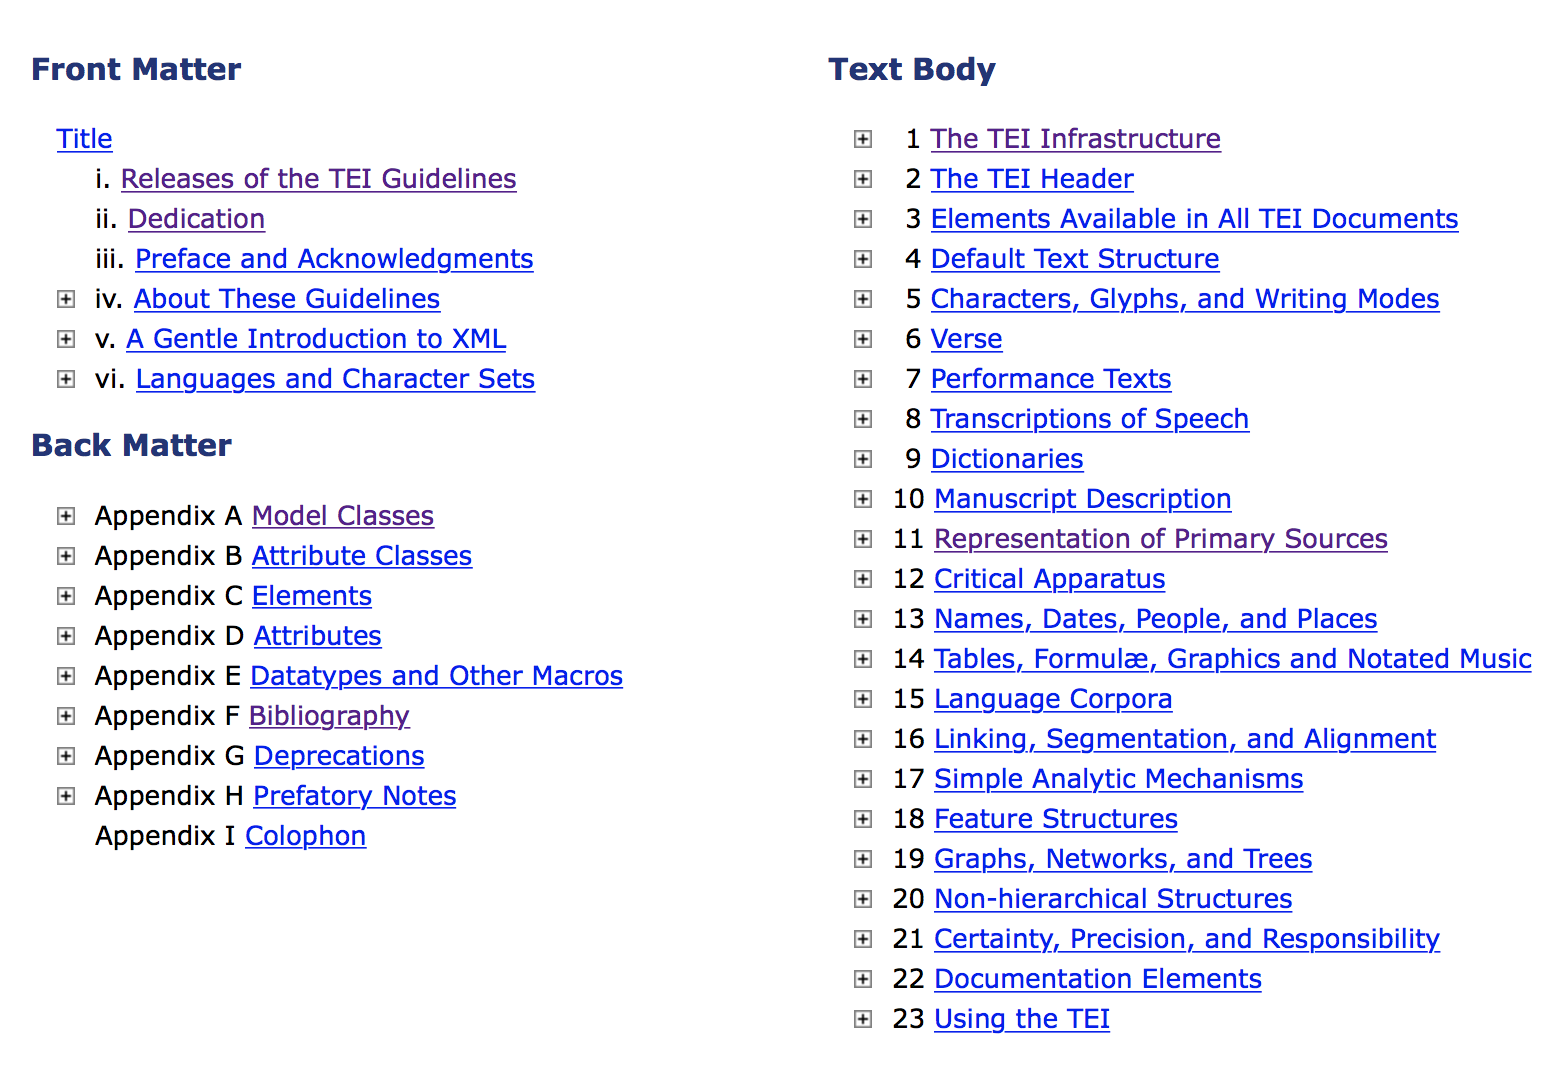 Front Matter
Title
i. Releases of the TEI Guidelines
ii. Dedication
iii. Preface and Acknowledgments
iv. About These Guidelines
v. A Gentle Introduction to XML
vi. Languages and Character Sets
Back Matter
Appendix A Model Classes
Appendix B Attribute Classes
Appendix C Elements
Appendix D Attributes
Appendix E Datatypes and Other Macros
Appendix F Bibliography
Appendix G Deprecations
Appendix H Prefatory Notes
Appendix I Colophon
Text Body
1 The TEI Infrastructure
2 The TEI Header
3 Elements Available in All TEI Documents
4 Default Text Structure
5 Characters, Glyphs, and Writing Modes
6 Verse
7 Performance Texts
8 Transcriptions of Speech
9 Dictionaries
10 Manuscript Description
11 Representation of Primary Sources
12 Critical Apparatus
13 Names, Dates, People, and Places
14 Tables, Formulæ, Graphics and Notated Music
15 Language Corpora
16 Linking, Segmentation, and Alignment
17 Simple Analytic Mechanisms
18 Feature Structures
19 Graphs, Networks, and Trees
20 Non-hierarchical Structures
21 Certainty, Precision, and Responsibility
22 Documentation Elements
23 Using the TEI